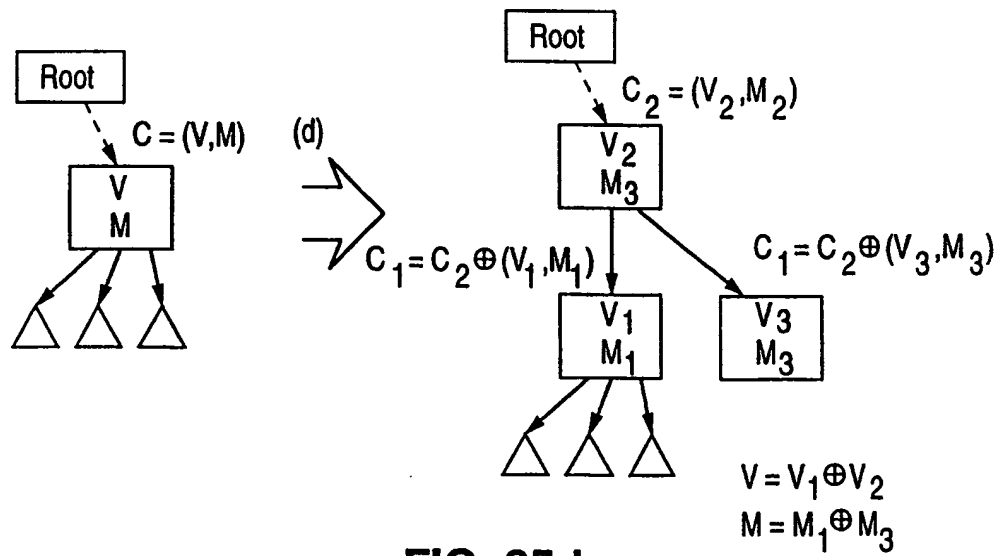 Root
C = (V,M)
V
M
(d)
Root
C₂ = (V₂,M₂)
V₂
M₃
C₁ = C₂ ⊕ (V₁,M₁)
C₁ = C₂ ⊕ (V₃,M₃)
V₁
M₁
V₃
M₃
V = V₁ ⊕ V₂
M = M₁ ⊕ M₃